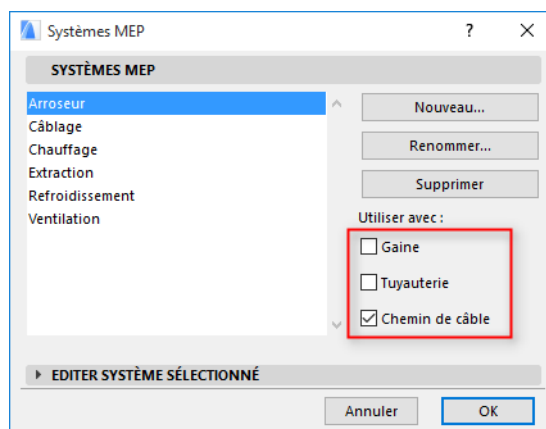 Systèmes MEP
?
SYSTÈMES MEP
Arroseur
Câblage
Chauffage
Extraction
Refroidissement
Ventilation
Nouveau...
Renommer...
Supprimer
Utiliser avec :
Gaine
Tuyauterie
Chemin de câble
EDITER SYSTÈME SÉLECTIONNÉ
Annuler
OK